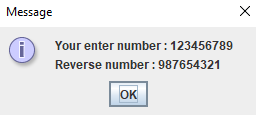 Message
Your enter number : 123456789
Reverse number : 987654321
OK